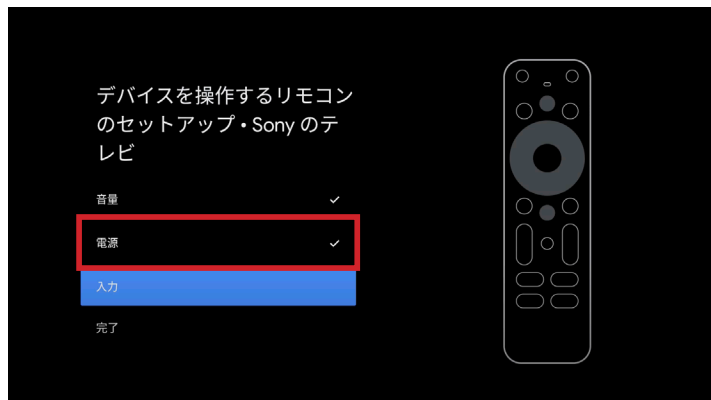 デバイスを操作するリモコン
のセットアップ • Sony のテ
レビ
音量
電源
入力
完了